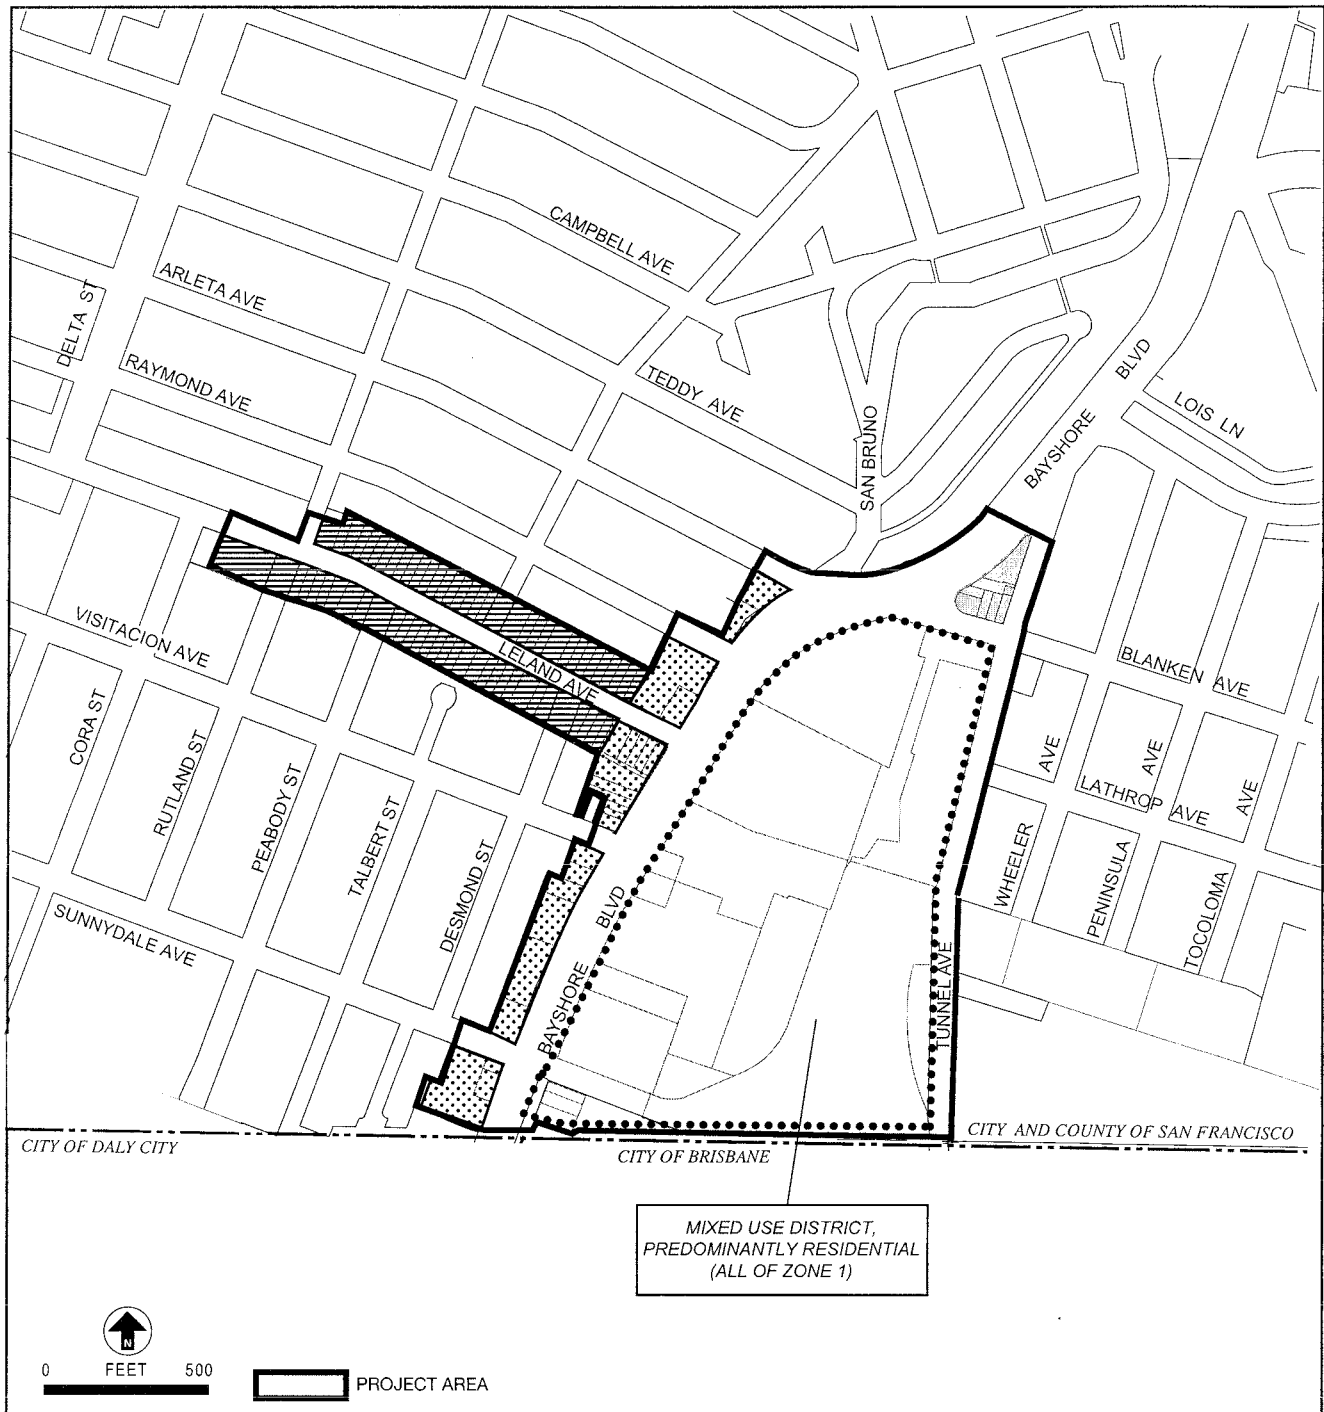 CAMPBELL AVE
ARLETA AVE
DELTA ST
RAYMOND AVE
TEDDY AVE
SAN BRUNO
BAYSHORE BLVD
LOIS LN
VISITACION AVE
LELAND AVE
BLANKEN AVE
CORA ST
RUTLAND ST
PEABODY ST
TALBERT ST
DESMOND ST
LATHROP AVE
WHEELER AVE
PENINSULA AVE
TOCOLOMA AVE
SUNNYDALE AVE
BAYSHORE BLVD
TUNNEL AVE
CITY OF DALY CITY
CITY OF BRISBANE
CITY AND COUNTY OF SAN FRANCISCO
MIXED USE DISTRICT,
PREDOMINANTLY RESIDENTIAL
(ALL OF ZONE 1)
N
0 FEET 500
PROJECT AREA